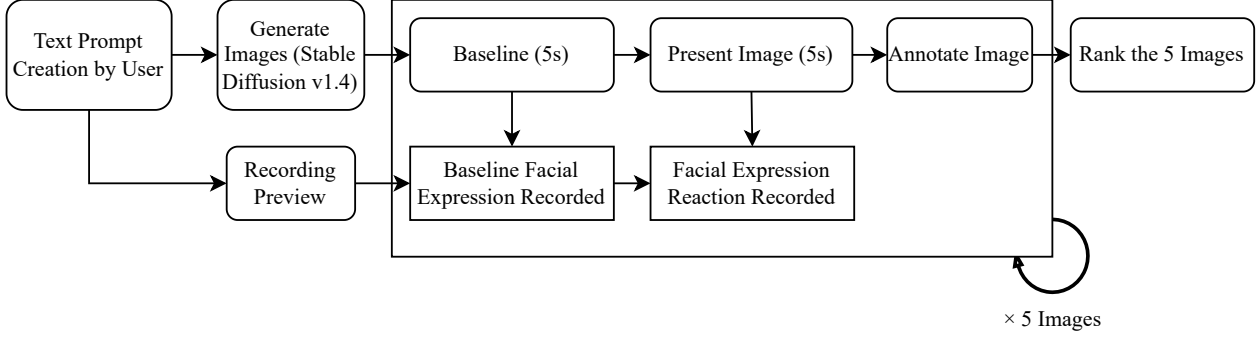 Text Prompt
Creation by User
Generate
Images (Stable
Diffusion v1.4)
Baseline (5s)
Present Image (5s)
Annotate Image
Rank the 5 Images
Recording
Preview
Baseline Facial
Expression Recorded
Facial Expression
Reaction Recorded
× 5 Images